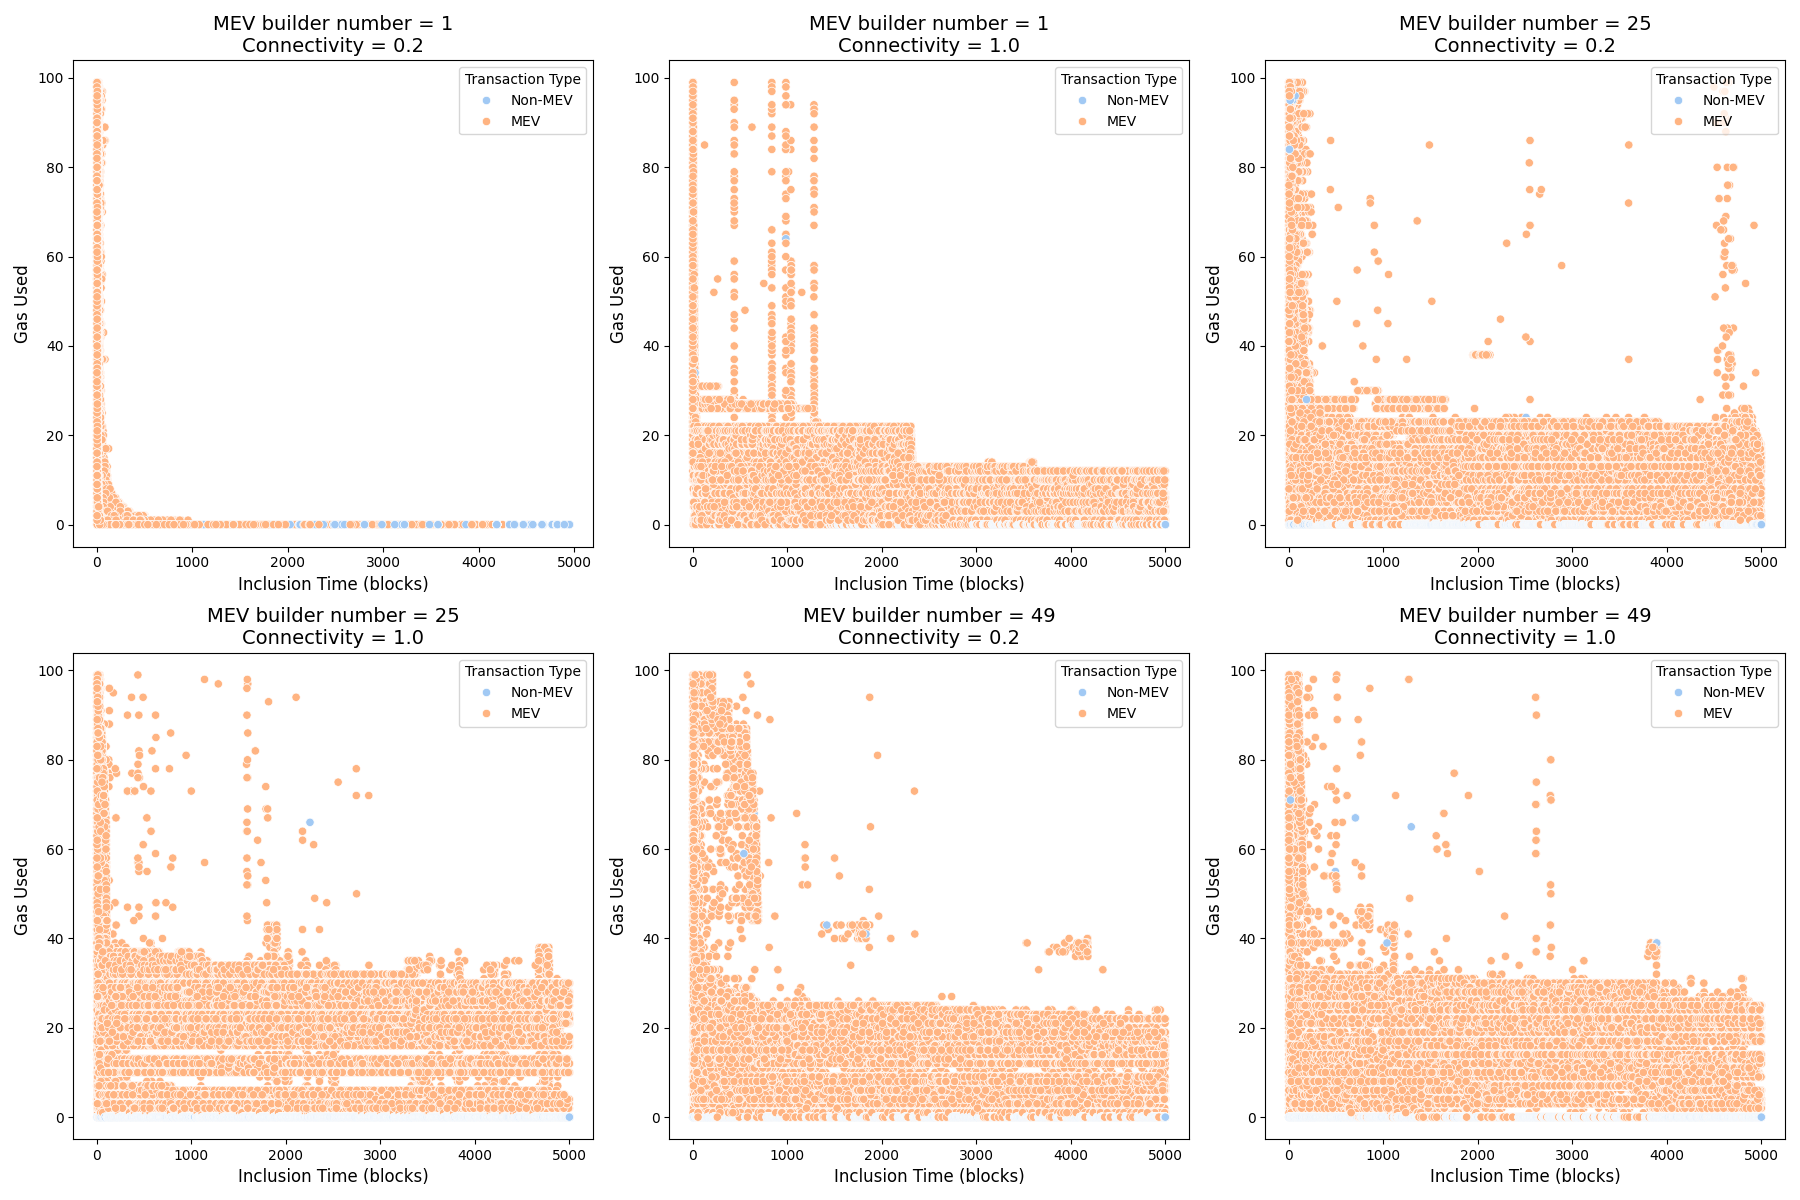 MEV builder number = 1
Connectivity = 0.2
Transaction Type
Non-MEV
MEV
Gas Used
100
80
60
40
20
0
0 1000 2000 3000 4000 5000
Inclusion Time (blocks)
MEV builder number = 1
Connectivity = 1.0
Transaction Type
Non-MEV
MEV
Gas Used
100
80
60
40
20
0
0 1000 2000 3000 4000 5000
Inclusion Time (blocks)
MEV builder number = 25
Connectivity = 0.2
Transaction Type
Non-MEV
MEV
Gas Used
100
80
60
40
20
0
0 1000 2000 3000 4000 5000
Inclusion Time (blocks)
MEV builder number = 25
Connectivity = 1.0
Transaction Type
Non-MEV
MEV
Gas Used
100
80
60
40
20
0
0 1000 2000 3000 4000 5000
Inclusion Time (blocks)
MEV builder number = 49
Connectivity = 0.2
Transaction Type
Non-MEV
MEV
Gas Used
100
80
60
40
20
0
0 1000 2000 3000 4000 5000
Inclusion Time (blocks)
MEV builder number = 49
Connectivity = 1.0
Transaction Type
Non-MEV
MEV
Gas Used
100
80
60
40
20
0
0 1000 2000 3000 4000 5000
Inclusion Time (blocks)